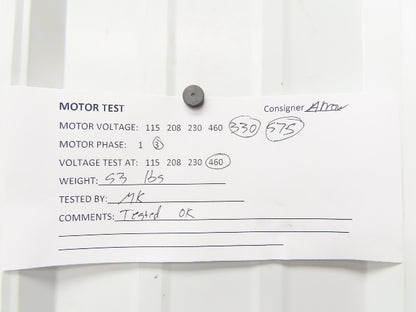 MOTOR TEST Consigner Arrow
MOTOR VOLTAGE: 115 208 230 460 330 575
MOTOR PHASE: 1 3
VOLTAGE TEST AT: 115 208 230 460
WEIGHT: 53 lbs
TESTED BY: MK
COMMENTS: Tested OK